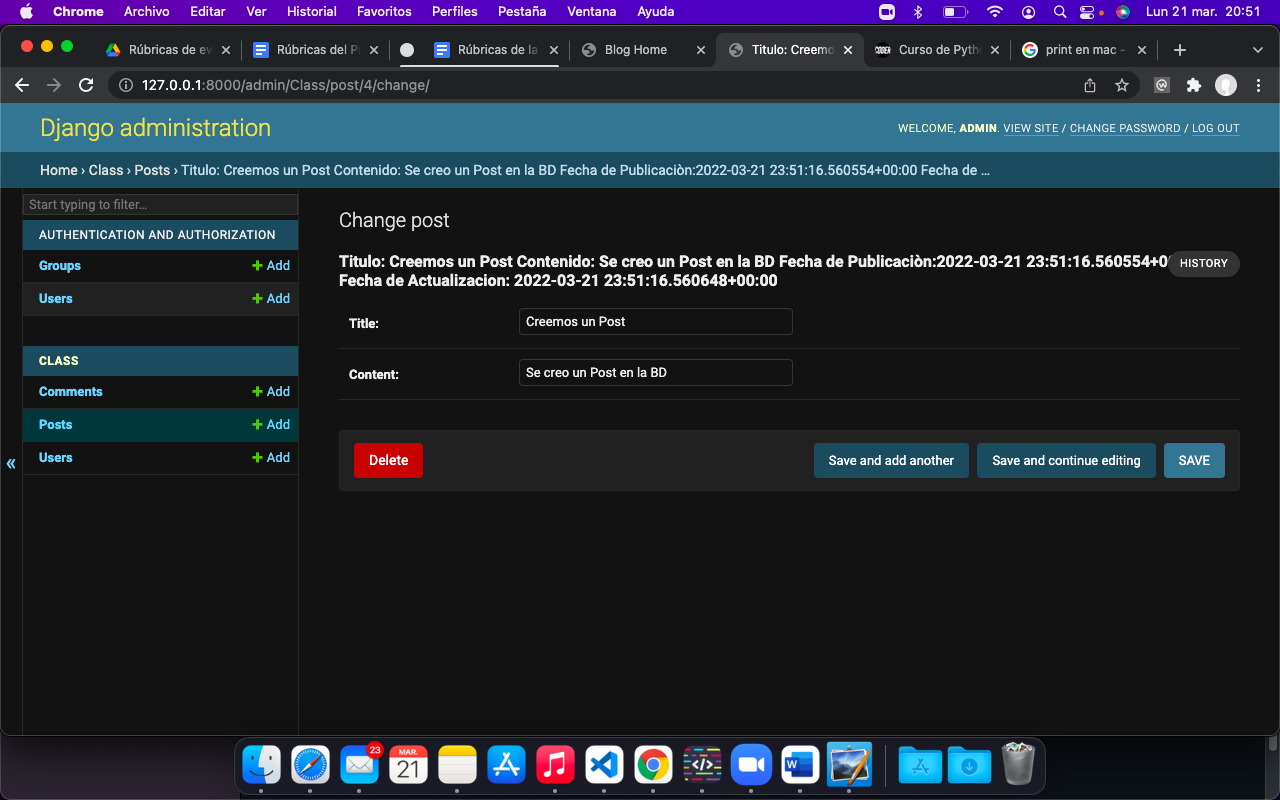 Chrome Archivo Editar Ver Historial Favoritos Perfiles Pestaña Ventana Ayuda Lun 21 mar. 20:51
Rúbricas de ev Rúbricas del P Rúbricas de la Blog Home Titulo: Creemo Curso de Pyth print en mac -
127.0.0.1:8000/admin/Class/post/4/change/
Django administration
WELCOME, ADMIN. VIEW SITE / CHANGE PASSWORD / LOG OUT
Home › Class › Posts › Titulo: Creemos un Post Contenido: Se creo un Post en la BD Fecha de Publicaciòn:2022-03-21 23:51:16.560554+00:00 Fecha de …
Start typing to filter…
AUTHENTICATION AND AUTHORIZATION
Groups + Add
Users + Add
CLASS
Comments + Add
Posts + Add
Users + Add
«
Change post
Titulo: Creemos un Post Contenido: Se creo un Post en la BD Fecha de Publicaciòn:2022-03-21 23:51:16.560554+0
HISTORY
Fecha de Actualizacion: 2022-03-21 23:51:16.560648+00:00
Title: Creemos un Post
Content: Se creo un Post en la BD
Delete Save and add another Save and continue editing SAVE
23
MAR.
21
W